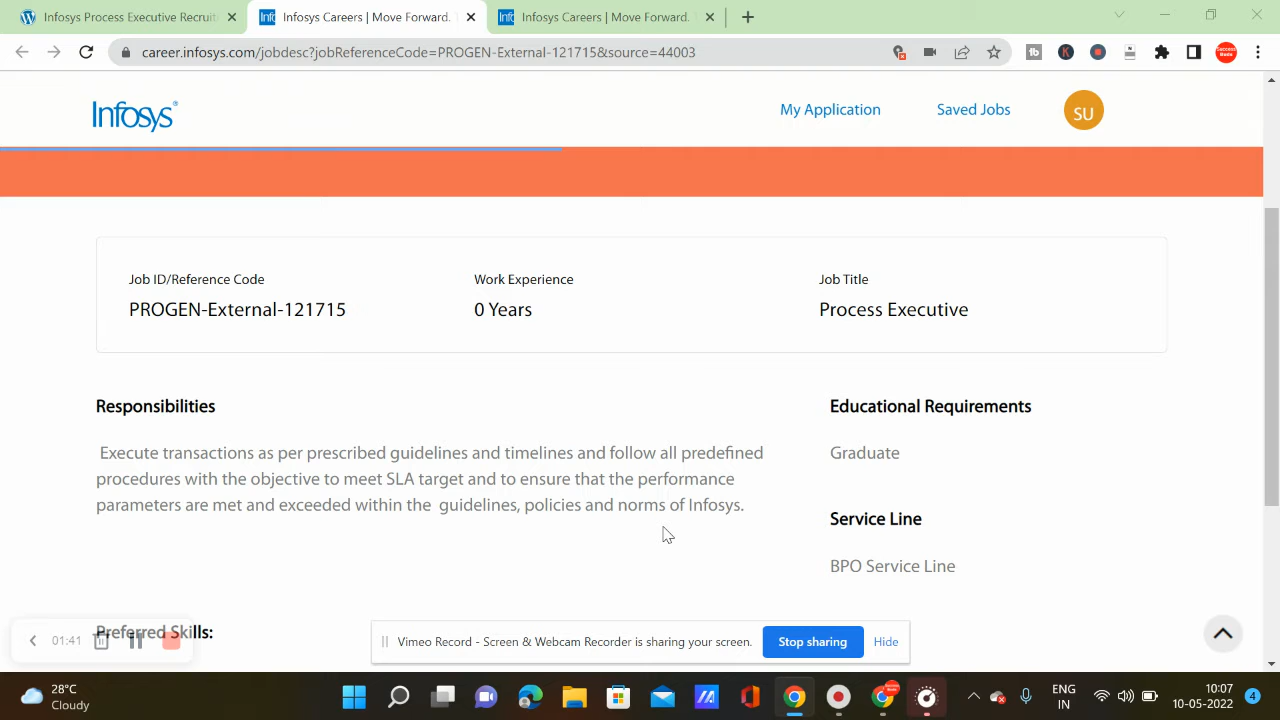 Infosys Process Executive Recruit
Infosys Careers | Move Forward.
Infosys Careers | Move Forward.
career.infosys.com/jobdesc?jobReferenceCode=PROGEN-External-121715&source=44003
Infosys®
My Application
Saved Jobs
SU
Job ID/Reference Code
Work Experience
Job Title
PROGEN-External-121715
0 Years
Process Executive
Responsibilities
Execute transactions as per prescribed guidelines and timelines and follow all predefined
procedures with the objective to meet SLA target and to ensure that the performance
parameters are met and exceeded within the guidelines, policies and norms of Infosys.
Educational Requirements
Graduate
Service Line
BPO Service Line
Preferred Skills:
01:41
Vimeo Record - Screen & Webcam Recorder is sharing your screen.
Stop sharing
Hide
28°C
Cloudy
ENG
IN
10:07
10-05-2022
4